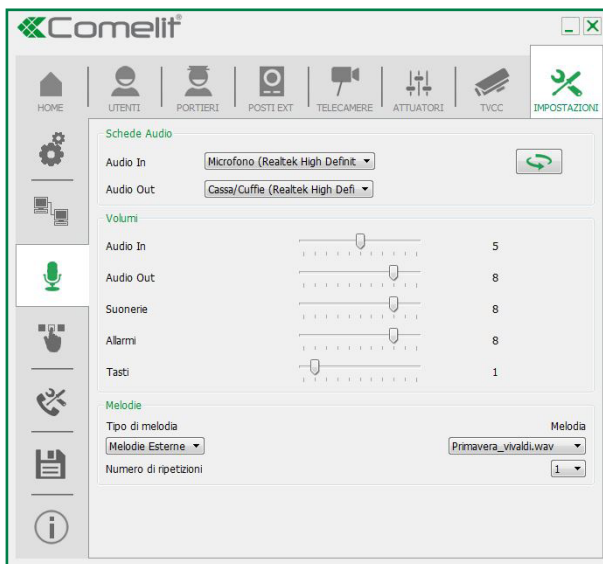 Comelit®
HOME UTENTI PORTIERI POSTI EXT TELECAMERE ATTUATORI TVCC IMPOSTAZIONI
Schede Audio
Audio In Microfono (Realtek High Definit
Audio Out Cassa/Cuffie (Realtek High Defi
Volumi
Audio In 5
Audio Out 8
Suonerie 8
Allarmi 8
Tasti 1
Melodie
Tipo di melodia Melodia
Melodie Esterne Primavera_vivaldi.wav
Numero di ripetizioni 1